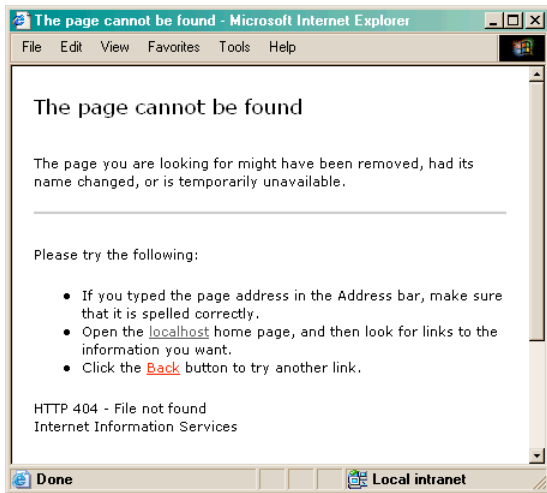 The page cannot be found - Microsoft Internet Explorer
File Edit View Favorites Tools Help
The page cannot be found
The page you are looking for might have been removed, had its
name changed, or is temporarily unavailable.
Please try the following:
If you typed the page address in the Address bar, make sure
that it is spelled correctly.
Open the localhost home page, and then look for links to the
information you want.
Click the Back button to try another link.
HTTP 404 - File not found
Internet Information Services
Done Local intranet